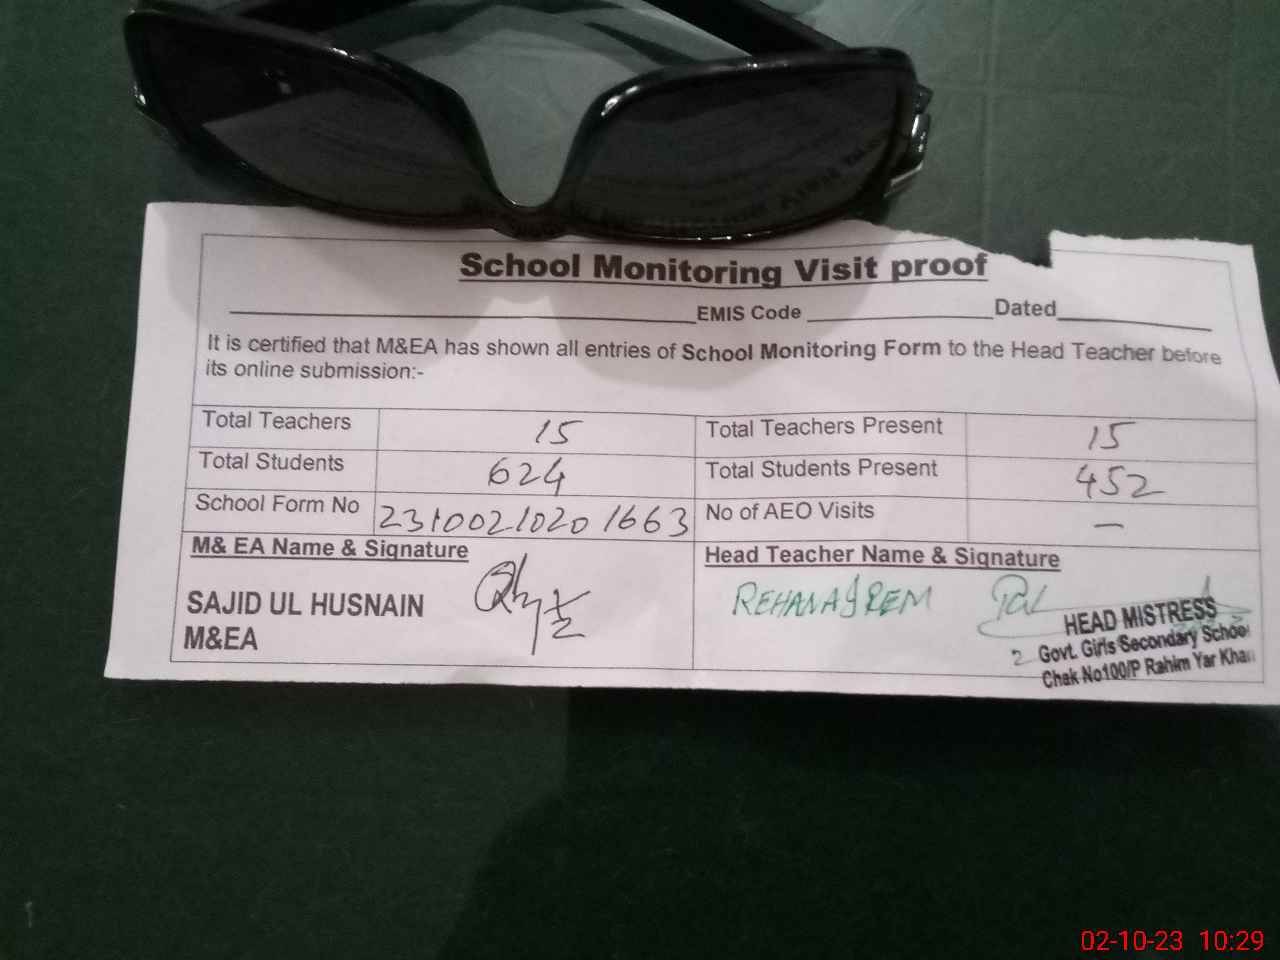 School Monitoring Visit proof
____________EMIS Code ____________Dated____________
It is certified that M&EA has shown all entries of School Monitoring Form to the Head Teacher before
its online submission:-
Total Teachers 15 Total Teachers Present 15
Total Students 624 Total Students Present 452
School Form No 23100210201663 No of AEO Visits —
M& EA Name & Signature Head Teacher Name & Signature
SAJID UL HUSNAIN REHANA
M&EA
HEAD MISTRESS
Govt. Girls Secondary School
Chak No100/P Rahim Yar Khan
02-10-23 10:29